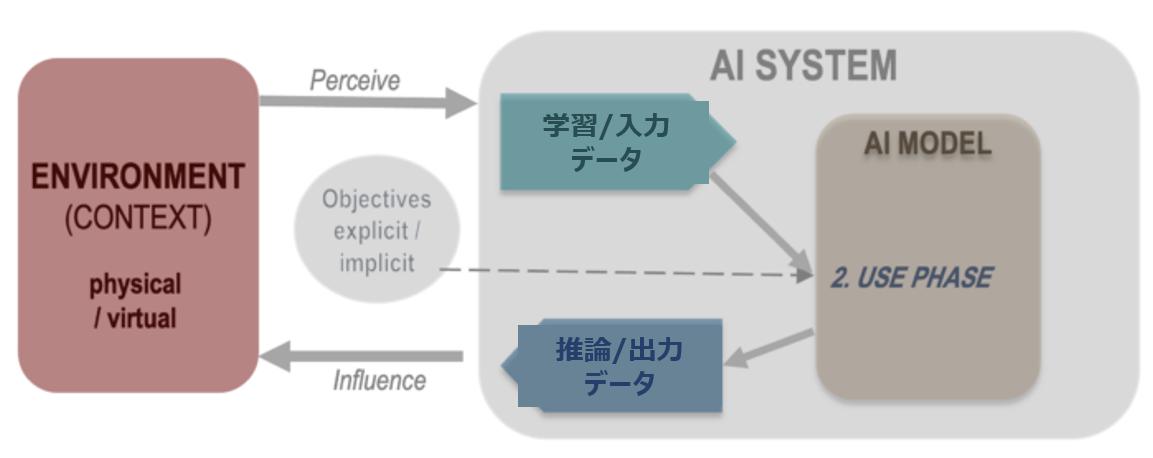 AI SYSTEM
Perceive
学習/入力
データ
AI MODEL
ENVIRONMENT
(CONTEXT)
physical
/ virtual
Objectives
explicit /
implicit
2. USE PHASE
推論/出力
データ
Influence